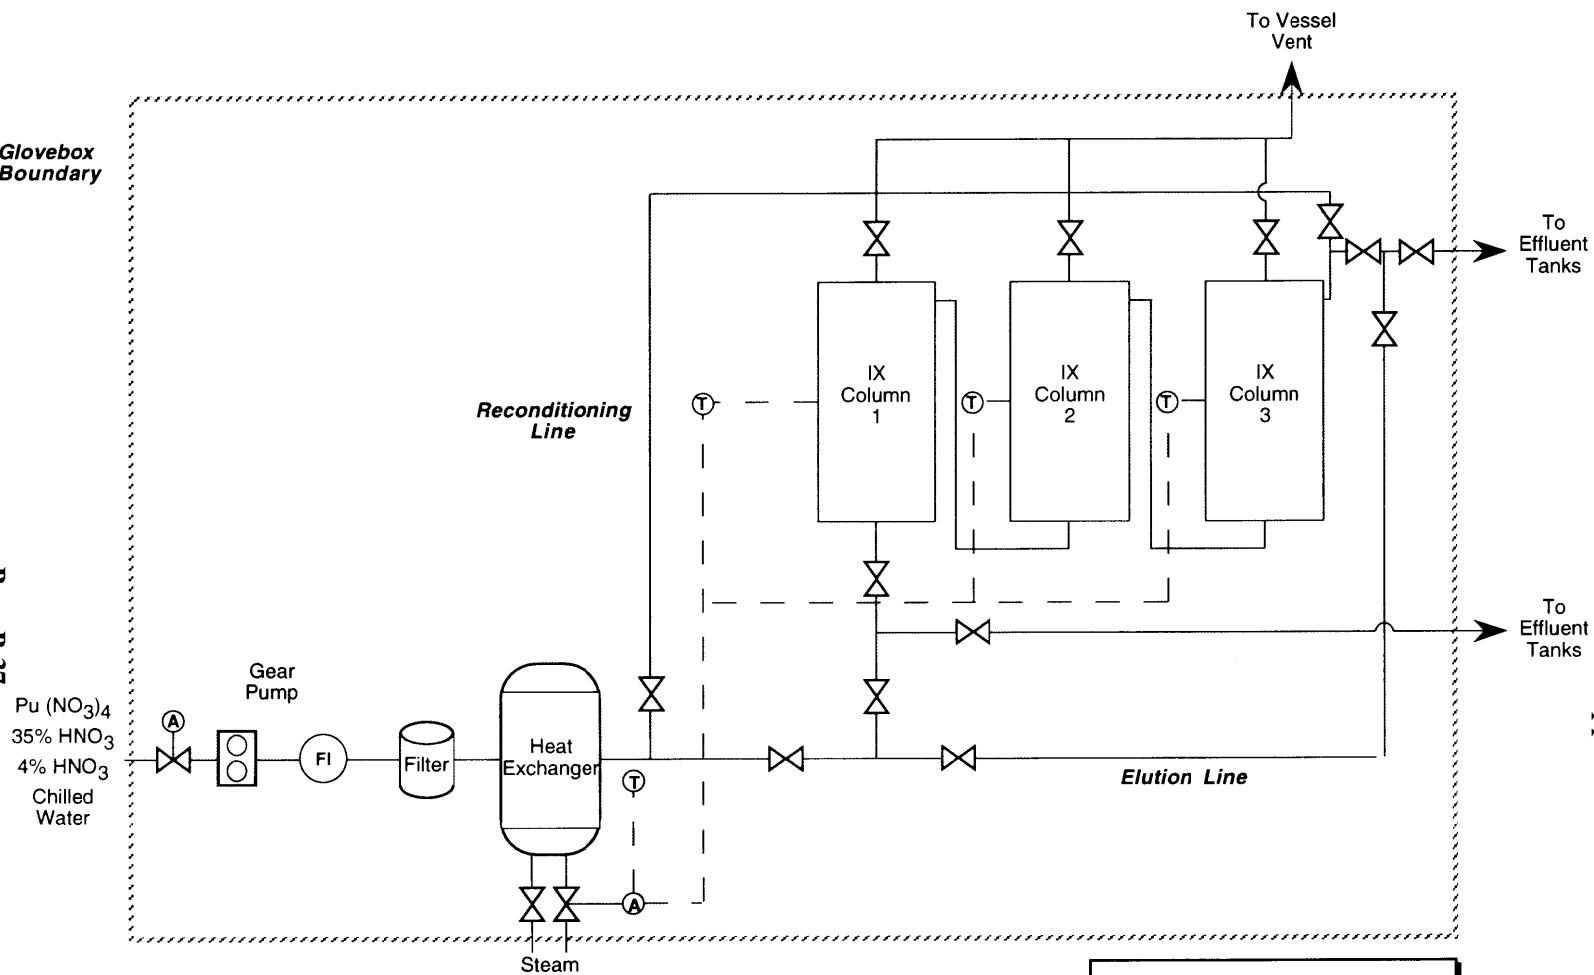 To Vessel
Vent
Glovebox
Boundary
To
Effluent
Tanks
IX
Column
1
IX
Column
2
IX
Column
3
T
T
T
Reconditioning
Line
To
Effluent
Tanks
Gear
Pump
Pu (NO3)4
35% HNO3
4% HNO3
Chilled
Water
A
FI
Filter
Heat
Exchanger
T
Elution Line
A
Steam